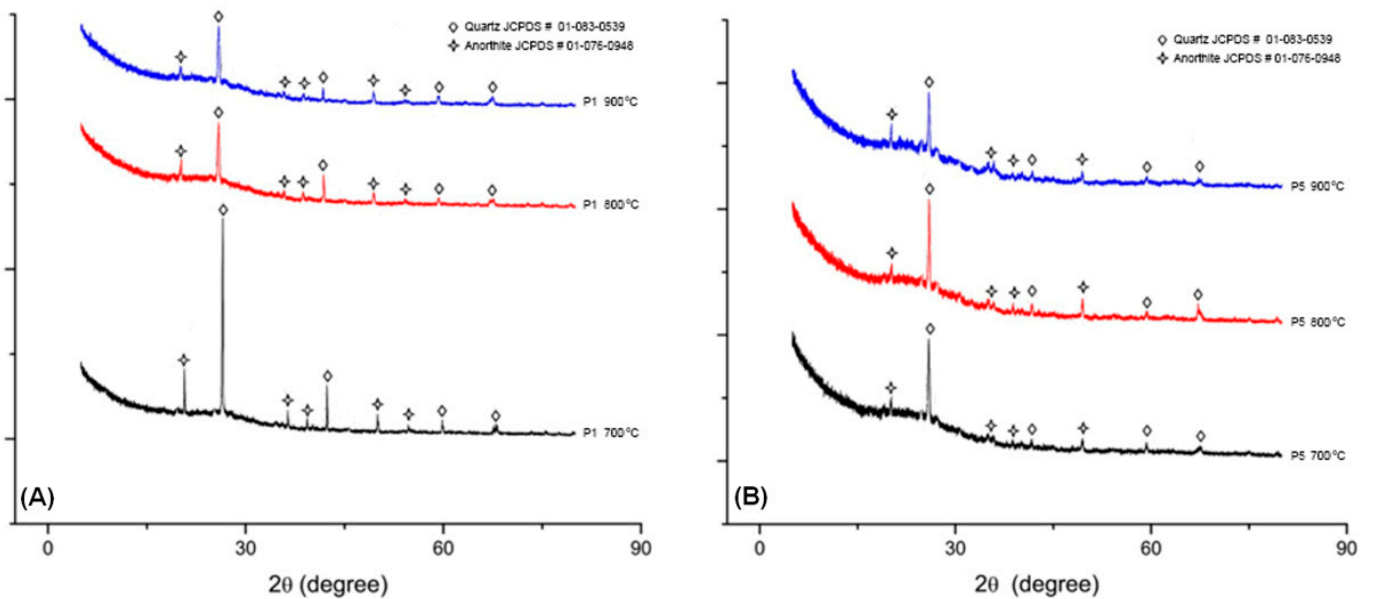 ◇ Quartz JCPDS # 01-083-0539
✧ Anorthite JCPDS # 01-076-0948
P1 900°C
P1 800°C
P1 700°C
(A)
0 30 60 90
2θ (degree)
◇ Quartz JCPDS # 01-083-0539
✧ Anorthite JCPDS # 01-076-0948
P5 900°C
P5 800°C
P5 700°C
(B)
0 30 60 90
2θ (degree)